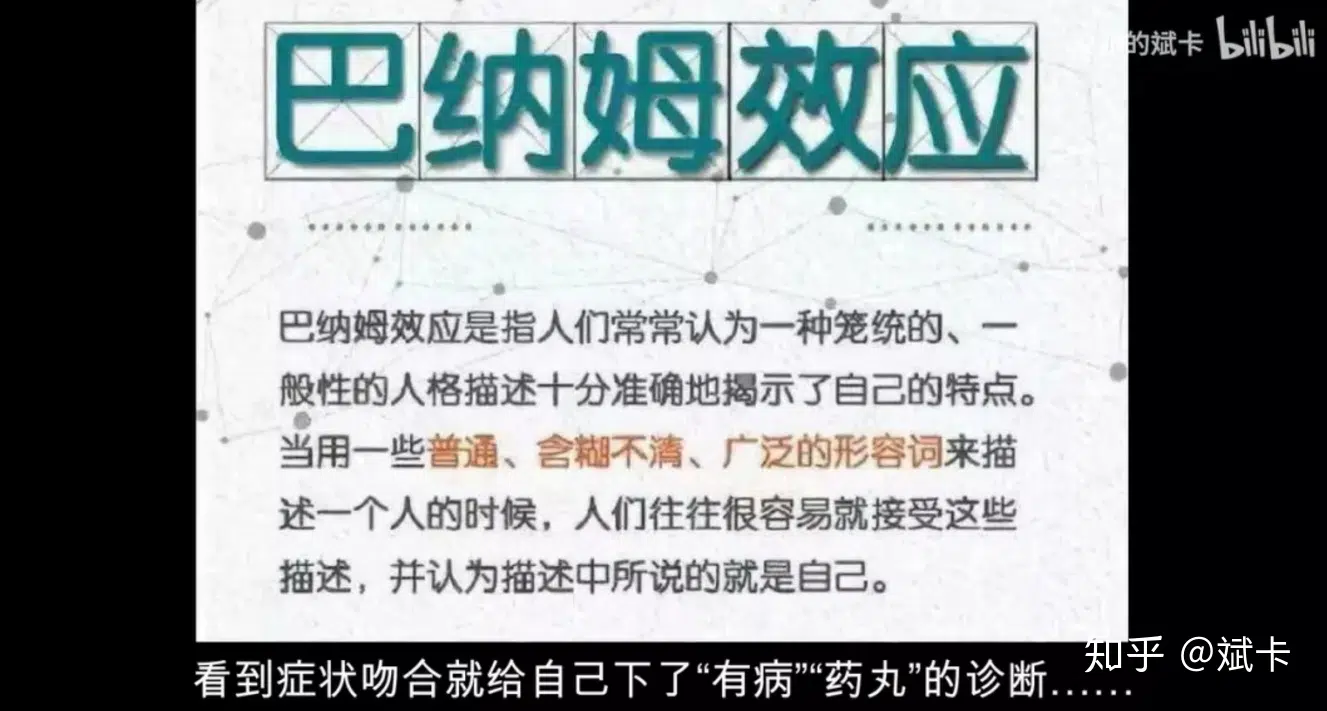 巴纳姆效应
的斌卡 bilibili
巴纳姆效应是指人们常常认为一种笼统的、一
般性的人格描述十分准确地揭示了自己的特点。
当用一些普通、含糊不清、广泛的形容词来描
述一个人的时候，人们往往很容易就接受这些
描述，并认为描述中所说的就是自己。
知乎 @斌卡
看到症状吻合就给自己下了“有病”“药丸”的诊断……